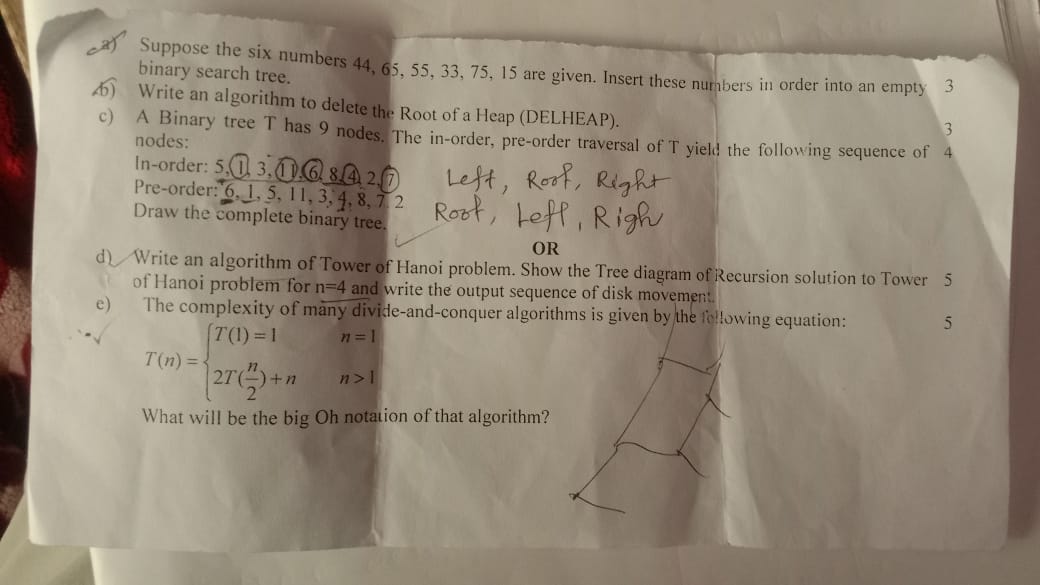 a) Suppose the six numbers 44, 65, 55, 33, 75, 15 are given. Insert these numbers in order into an empty 3
binary search tree.
b) Write an algorithm to delete the Root of a Heap (DELHEAP). 3
c) A Binary tree T has 9 nodes. The in-order, pre-order traversal of T yield the following sequence of 4
nodes:
In-order: 5, 1, 3, 11, 6, 8, 4, 2, 7 Left, Root, Right
Pre-order: 6, 1, 5, 11, 3, 4, 8, 7, 2 Root, Left, Righ
Draw the complete binary tree.
OR
d) Write an algorithm of Tower of Hanoi problem. Show the Tree diagram of Recursion solution to Tower 5
of Hanoi problem for n=4 and write the output sequence of disk movement.
e) The complexity of many divide-and-conquer algorithms is given by the following equation: 5
T(1) = 1 n = 1
T(n) =
2T(n/2) + n n > 1
What will be the big Oh notation of that algorithm?